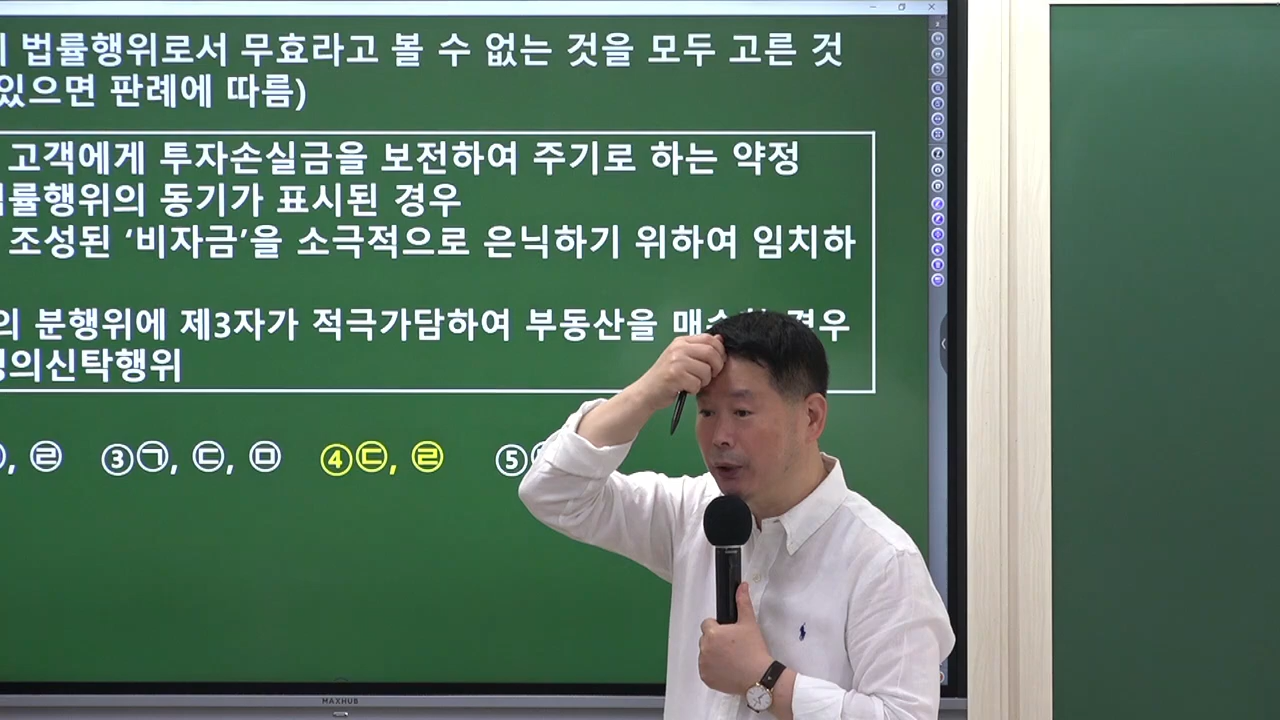 법률행위로서 무효라고 볼 수 없는 것을 모두 고른 것
있으면 판례에 따름)
고객에게 투자손실금을 보전하여 주기로 하는 약정
법률행위의 동기가 표시된 경우
조성된 ‘비자금’을 소극적으로 은닉하기 위하여 임치하
의 분행위에 제3자가 적극가담하여 부동산을 경우
명의신탁행위
, ㉣ ③㉠, ㉢, ㉤ ④㉢, ㉣ ⑤
MAXHUB